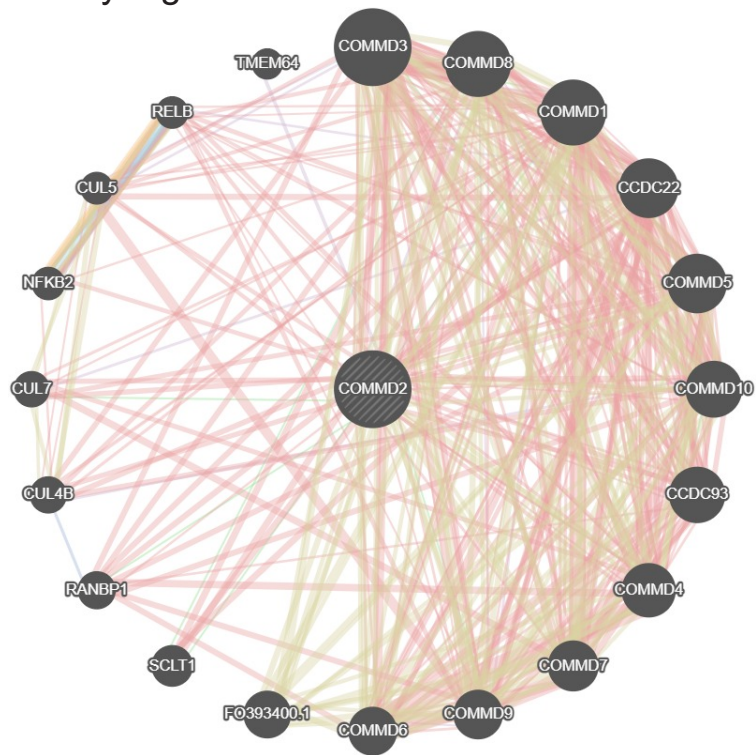 COMMD3
COMMD8
TMEM64
COMMD1
RELB
CCDC22
CUL5
COMMD5
NFKB2
COMMD2
CUL7
COMMD10
CUL4B
CCDC93
RANBP1
COMMD4
SCLT1
COMMD7
FO393400.1
COMMD6
COMMD9